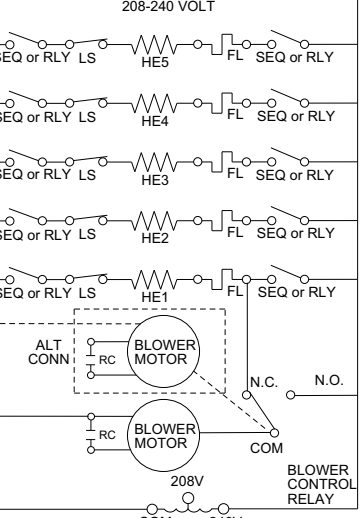 208-240 VOLT
SEQ or RLY LS HE5 FL SEQ or RLY
SEQ or RLY LS HE4 FL SEQ or RLY
SEQ or RLY LS HE3 FL SEQ or RLY
SEQ or RLY LS HE2 FL SEQ or RLY
SEQ or RLY LS HE1 FL SEQ or RLY
ALT
CONN
RC
BLOWER
MOTOR
N.C.
N.O.
RC
BLOWER
MOTOR
COM
208V
BLOWER
CONTROL
RELAY
COM 240V